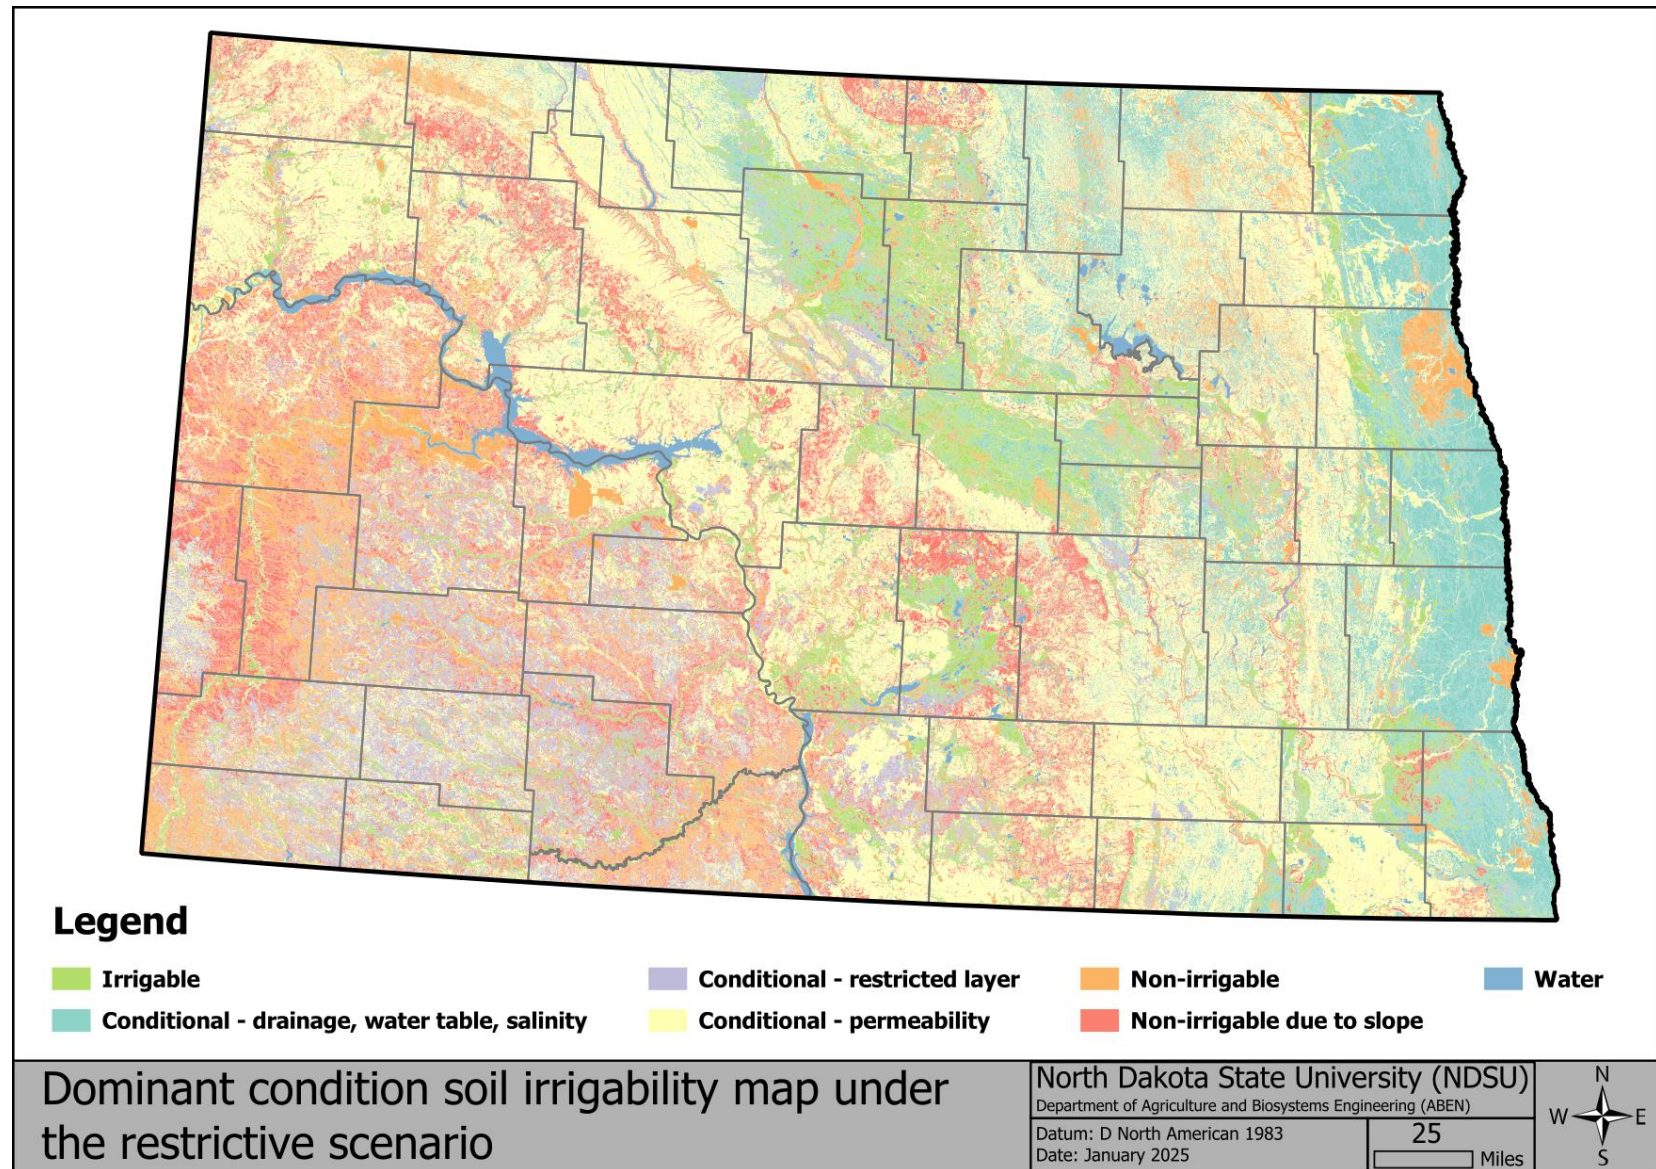 Legend
Irrigable
Conditional - drainage, water table, salinity
Conditional - restricted layer
Conditional - permeability
Non-irrigable
Non-irrigable due to slope
Water
Dominant condition soil irrigability map under
the restrictive scenario
North Dakota State University (NDSU)
Department of Agriculture and Biosystems Engineering (ABEN)
Datum: D North American 1983
Date: January 2025
25
Miles
N
W E
S